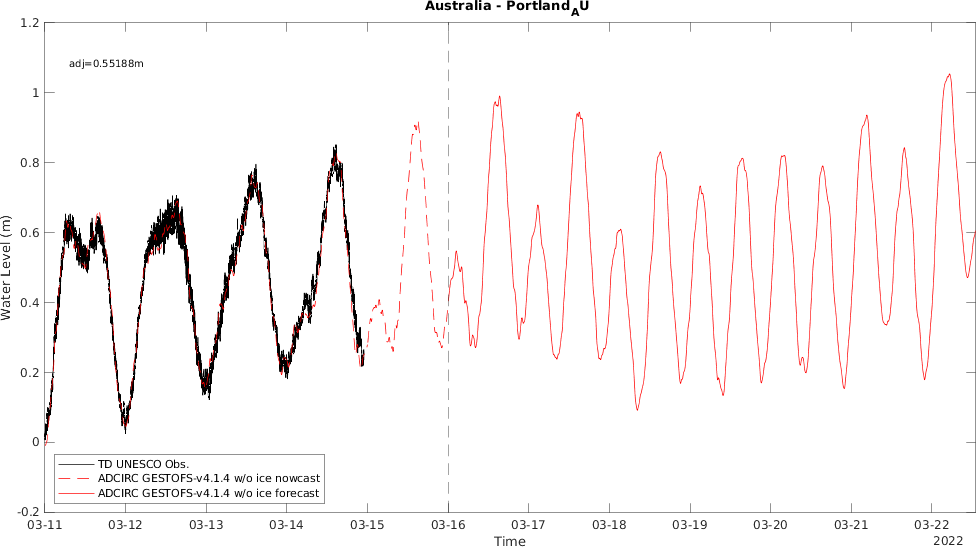 Australia - Portland_AU
1.2
1
0.8
0.6
0.4
0.2
0
-0.2
Water Level (m)
adj=0.55188m
TD UNESCO Obs.
ADCIRC GESTOFS-v4.1.4 w/o ice nowcast
ADCIRC GESTOFS-v4.1.4 w/o ice forecast
03-11 03-12 03-13 03-14 03-15 03-16 03-17 03-18 03-19 03-20 03-21 03-22
Time
2022